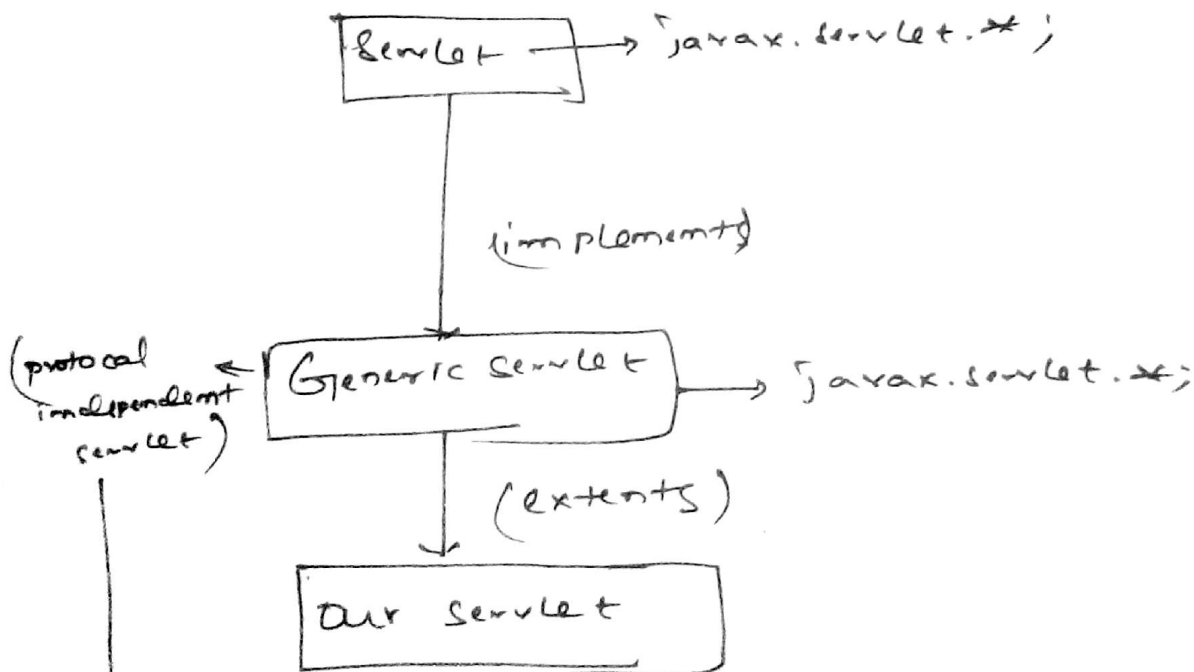 Servlet → javax.servlet.*;
(implements)
Generic servlet → javax.servlet.*;
(protocal
independent
servlet)
(extents)
Our servlet